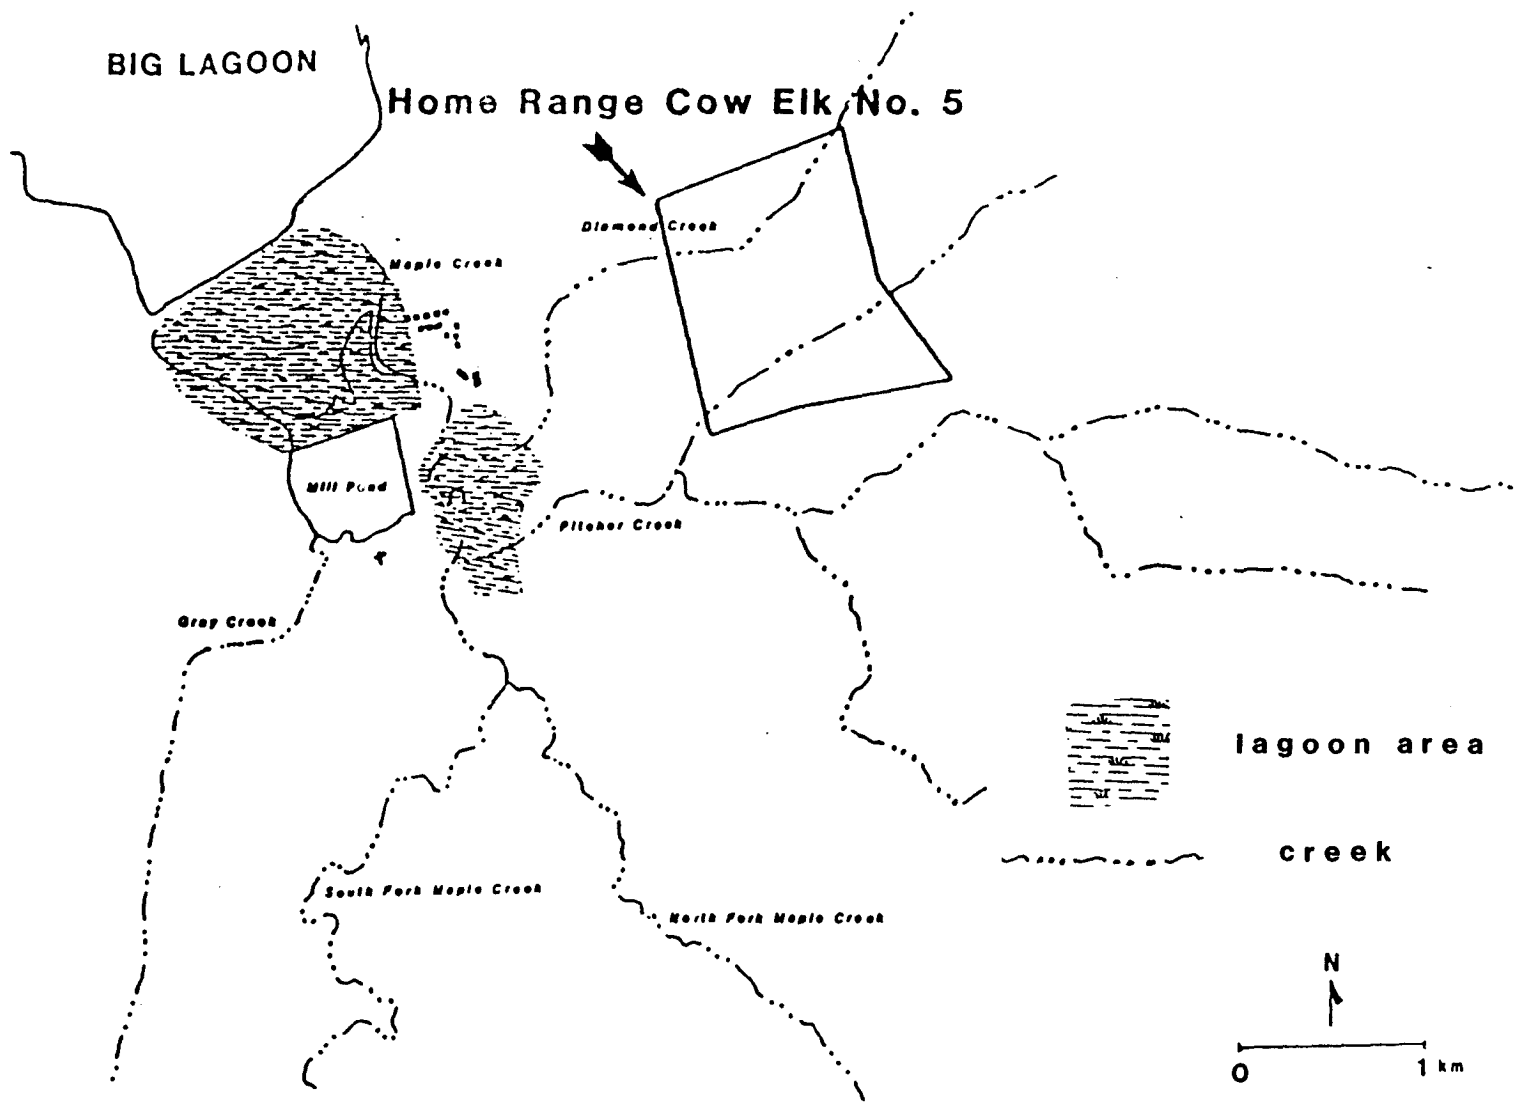 BIG LAGOON
Home Range Cow Elk No. 5
Diamond Creek
Maple Creek
Mill Pond
Pitcher Creek
Gray Creek
lagoon area
creek
South Fork Maple Creek
North Fork Maple Creek
N
0 1 km